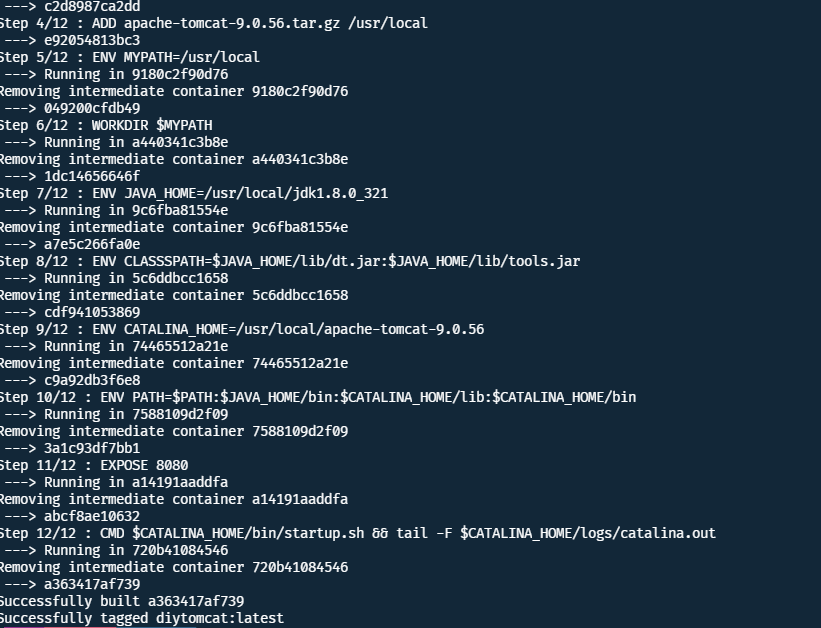 ---> c2d8987ca2dd
Step 4/12 : ADD apache-tomcat-9.0.56.tar.gz /usr/local
---> e92054813bc3
Step 5/12 : ENV MYPATH=/usr/local
---> Running in 9180c2f90d76
Removing intermediate container 9180c2f90d76
---> 049200cfdb49
Step 6/12 : WORKDIR $MYPATH
---> Running in a440341c3b8e
Removing intermediate container a440341c3b8e
---> 1dc14656646f
Step 7/12 : ENV JAVA_HOME=/usr/local/jdk1.8.0_321
---> Running in 9c6fba81554e
Removing intermediate container 9c6fba81554e
---> a7e5c266fa0e
Step 8/12 : ENV CLASSSPATH=$JAVA_HOME/lib/dt.jar:$JAVA_HOME/lib/tools.jar
---> Running in 5c6ddbcc1658
Removing intermediate container 5c6ddbcc1658
---> cdf941053869
Step 9/12 : ENV CATALINA_HOME=/usr/local/apache-tomcat-9.0.56
---> Running in 74465512a21e
Removing intermediate container 74465512a21e
---> c9a92db3f6e8
Step 10/12 : ENV PATH=$PATH:$JAVA_HOME/bin:$CATALINA_HOME/lib:$CATALINA_HOME/bin
---> Running in 7588109d2f09
Removing intermediate container 7588109d2f09
---> 3a1c93df7bb1
Step 11/12 : EXPOSE 8080
---> Running in a14191aaddfa
Removing intermediate container a14191aaddfa
---> abcf8ae10632
Step 12/12 : CMD $CATALINA_HOME/bin/startup.sh && tail -F $CATALINA_HOME/logs/catalina.out
---> Running in 720b41084546
Removing intermediate container 720b41084546
---> a363417af739
Successfully built a363417af739
Successfully tagged diytomcat:latest